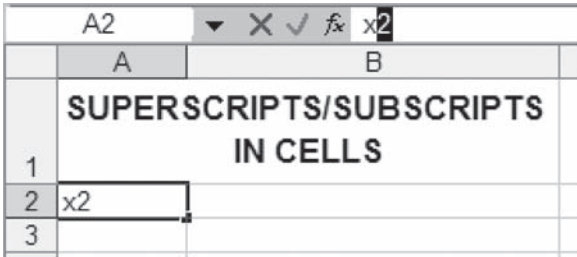 A2 fx x2
A B
SUPERSCRIPTS/SUBSCRIPTS
IN CELLS
1
2 x2
3